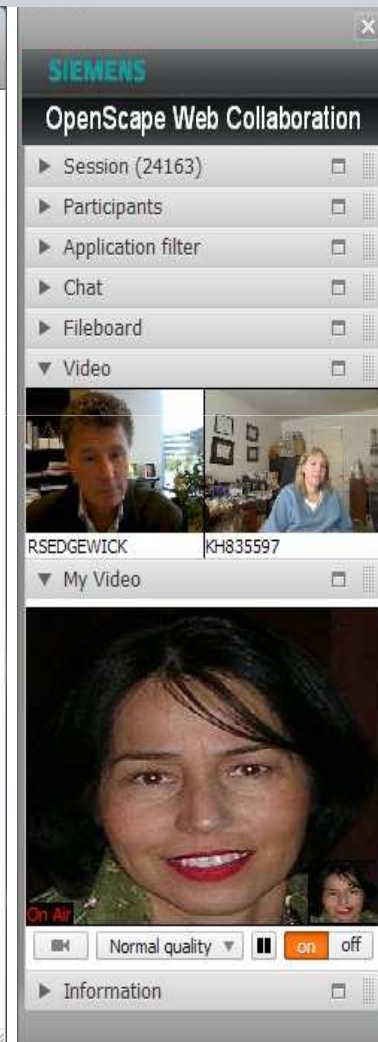 SIEMENS
OpenScape Web Collaboration
Session (24163)
Participants
Application filter
Chat
Fileboard
Video
RSEDGEWICK KH835597
My Video
On Air
Normal quality on off
Information